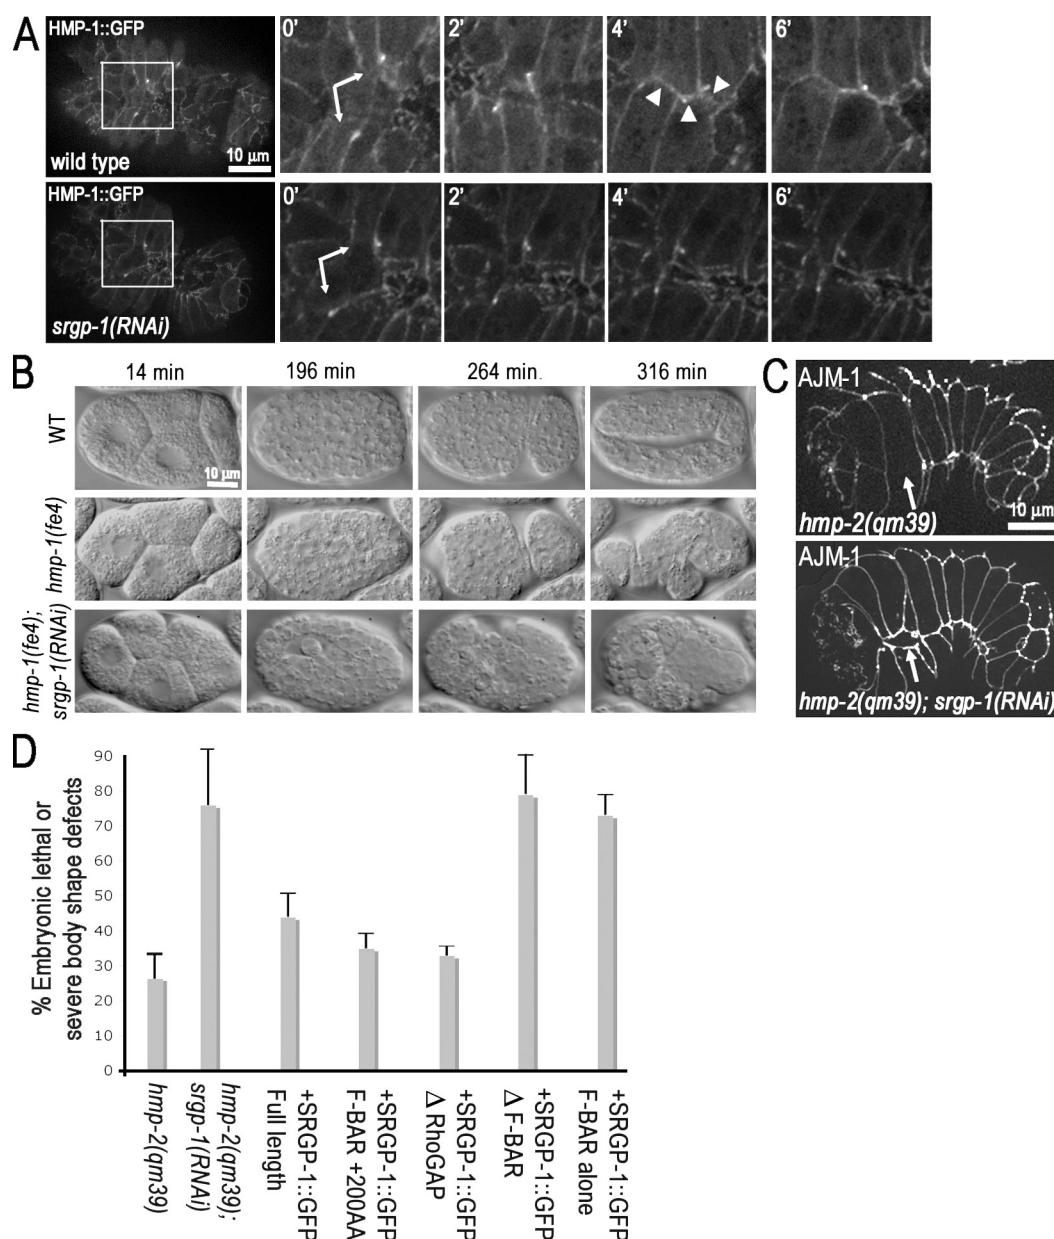 A
HMP-1::GFP
wild type
10 µm
0'
2'
4'
6'
HMP-1::GFP
srgp-1(RNAi)
0'
2'
4'
6'
B
14 min
196 min
264 min.
316 min
WT
10 µm
hmp-1(fe4)
hmp-1(fe4);
srgp-1(RNAi)
C
AJM-1
hmp-2(qm39)
10 µm
AJM-1
hmp-2(qm39); srgp-1(RNAi)
D
% Embryonic lethal or
severe body shape defects
90
80
70
60
50
40
30
20
10
0
hmp-2(qm39)
hmp-2(qm39);
srgp-1(RNAi)
+SRGP-1::GFP
Full length
+SRGP-1::GFP
F-BAR +200AA
+SRGP-1::GFP
Δ RhoGAP
+SRGP-1::GFP
Δ F-BAR
+SRGP-1::GFP
F-BAR alone